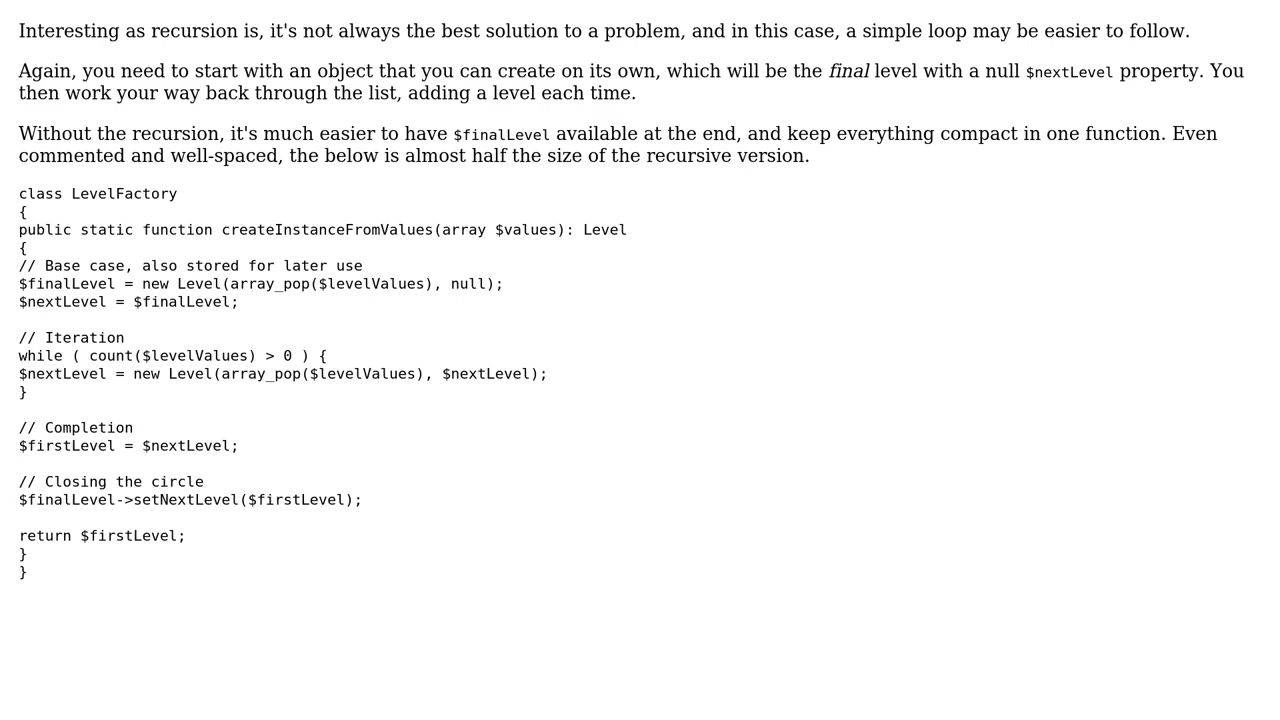 Interesting as recursion is, it's not always the best solution to a problem, and in this case, a simple loop may be easier to follow.
Again, you need to start with an object that you can create on its own, which will be the final level with a null $nextLevel property. You
then work your way back through the list, adding a level each time.
Without the recursion, it's much easier to have $finalLevel available at the end, and keep everything compact in one function. Even
commented and well-spaced, the below is almost half the size of the recursive version.
class LevelFactory
{
public static function createInstanceFromValues(array $values): Level
{
// Base case, also stored for later use
$finalLevel = new Level(array_pop($levelValues), null);
$nextLevel = $finalLevel;
// Iteration
while ( count($levelValues) > 0 ) {
$nextLevel = new Level(array_pop($levelValues), $nextLevel);
}
// Completion
$firstLevel = $nextLevel;
// Closing the circle
$finalLevel->setNextLevel($firstLevel);
return $firstLevel;
}
}